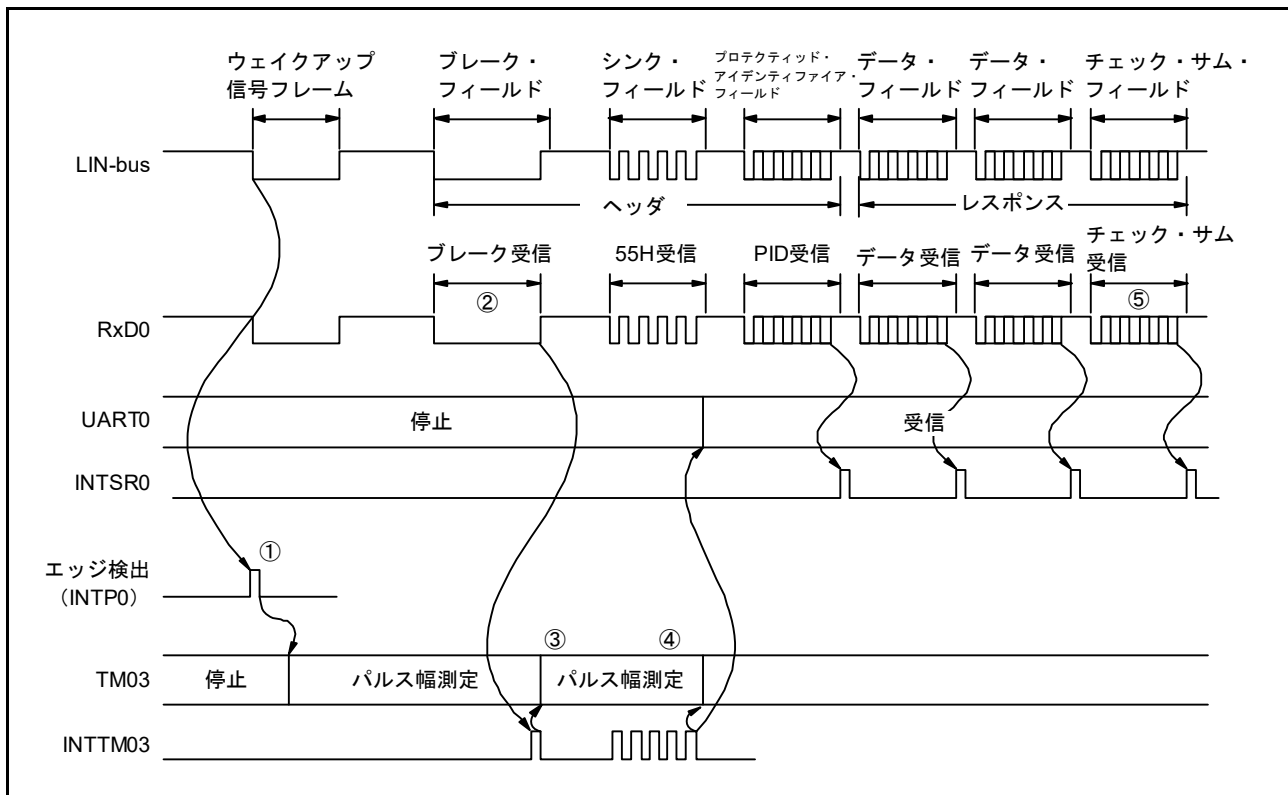 ウェイクアップ
信号フレーム
ブレーク・
フィールド
シンク・
フィールド
プロテクティッド・
アイデンティファイア・
フィールド
データ・
フィールド
データ・
フィールド
チェック・サム・
フィールド
LIN-bus
ヘッダ
レスポンス
ブレーク受信
55H受信
PID受信
データ受信
データ受信
チェック・サム
受信
②
⑤
RxD0
UART0
停止
受信
INTSR0
①
エッジ検出
（INTP0）
③
④
TM03
停止
パルス幅測定
パルス幅測定
INTTM03